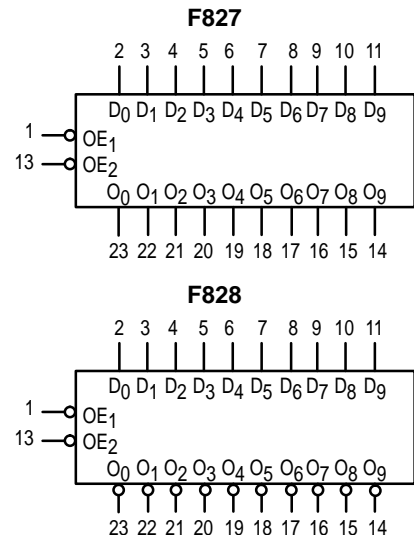 F827
2 3 4 5 6 7 8 9 10 11
D0 D1 D2 D3 D4 D5 D6 D7 D8 D9
1 OE1
13 OE2
O0 O1 O2 O3 O4 O5 O6 O7 O8 O9
23 22 21 20 19 18 17 16 15 14
F828
2 3 4 5 6 7 8 9 10 11
D0 D1 D2 D3 D4 D5 D6 D7 D8 D9
1 OE1
13 OE2
O0 O1 O2 O3 O4 O5 O6 O7 O8 O9
23 22 21 20 19 18 17 16 15 14